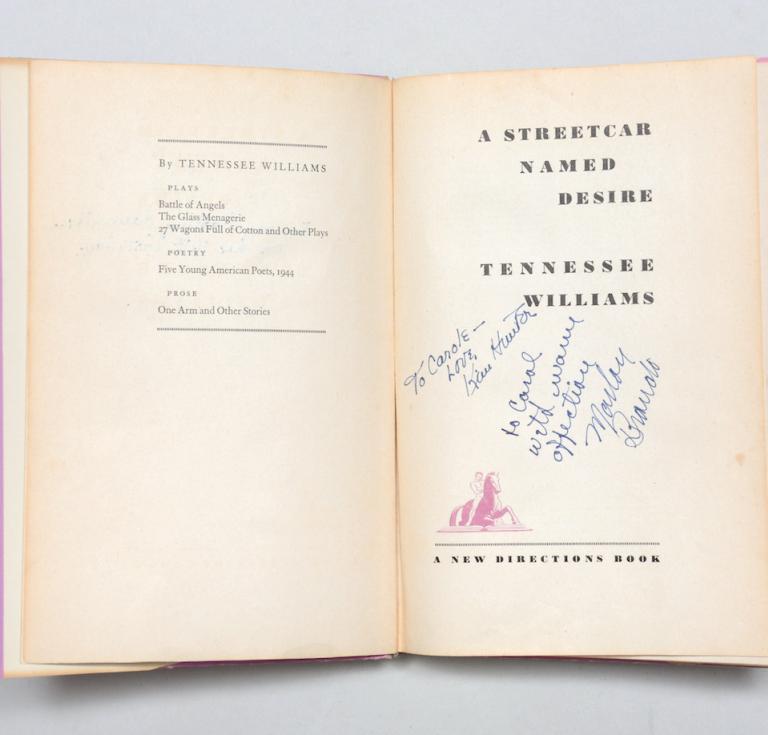 By TENNESSEE WILLIAMS
PLAYS
Battle of Angels
The Glass Menagerie
27 Wagons Full of Cotton and Other Plays
POETRY
Five Young American Poets, 1944
PROSE
One Arm and Other Stories
A STREETCAR
NAMED
DESIRE
TENNESSEE
WILLIAMS
To Carole—
Love,
Kim Hunter
to Carol
with warm
affection
Marlon
Brando
A NEW DIRECTIONS BOOK